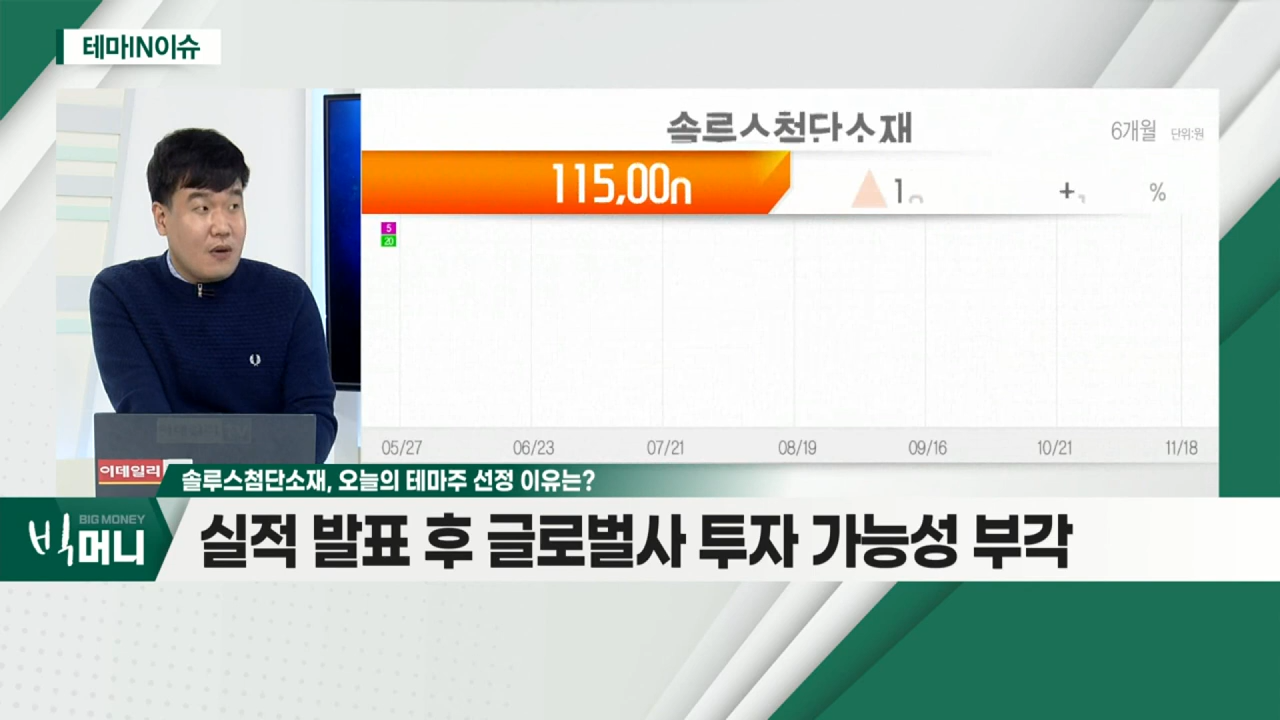 테마IN이슈
솔루스첨단소재
6개월 단위:원
+ %
5
20
05/27 06/23 07/21 08/19 09/16 10/21 11/18
이데일리
솔루스첨단소재, 오늘의 테마주 선정 이유는?
BIG MONEY
빅머니
실적 발표 후 글로벌사 투자 가능성 부각